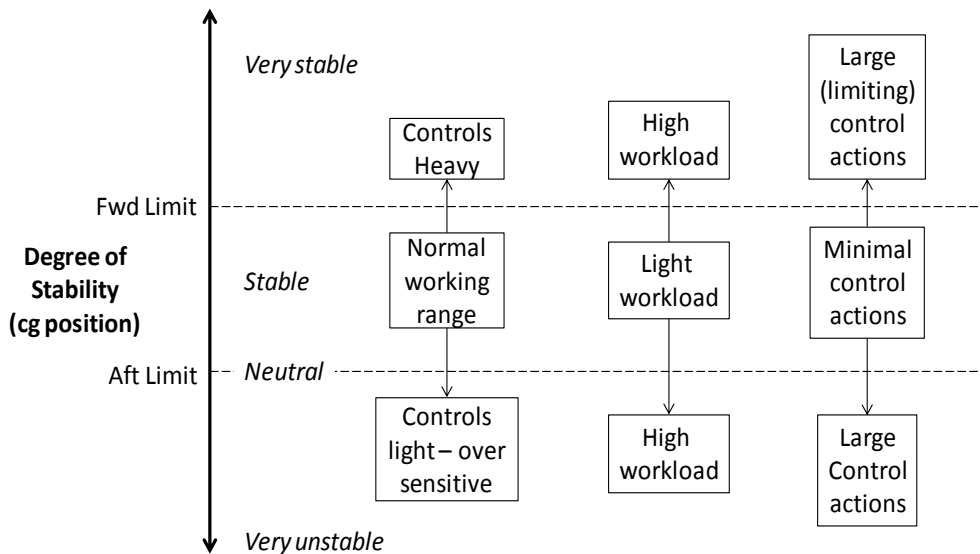 Very stable
Large
(limiting)
control
actions
Controls
Heavy
High
workload
Fwd Limit
Degree of
Stability
(cg position)
Stable
Normal
working
range
Light
workload
Minimal
control
actions
Aft Limit
Neutral
Controls
light – over
sensitive
High
workload
Large
Control
actions
Very unstable